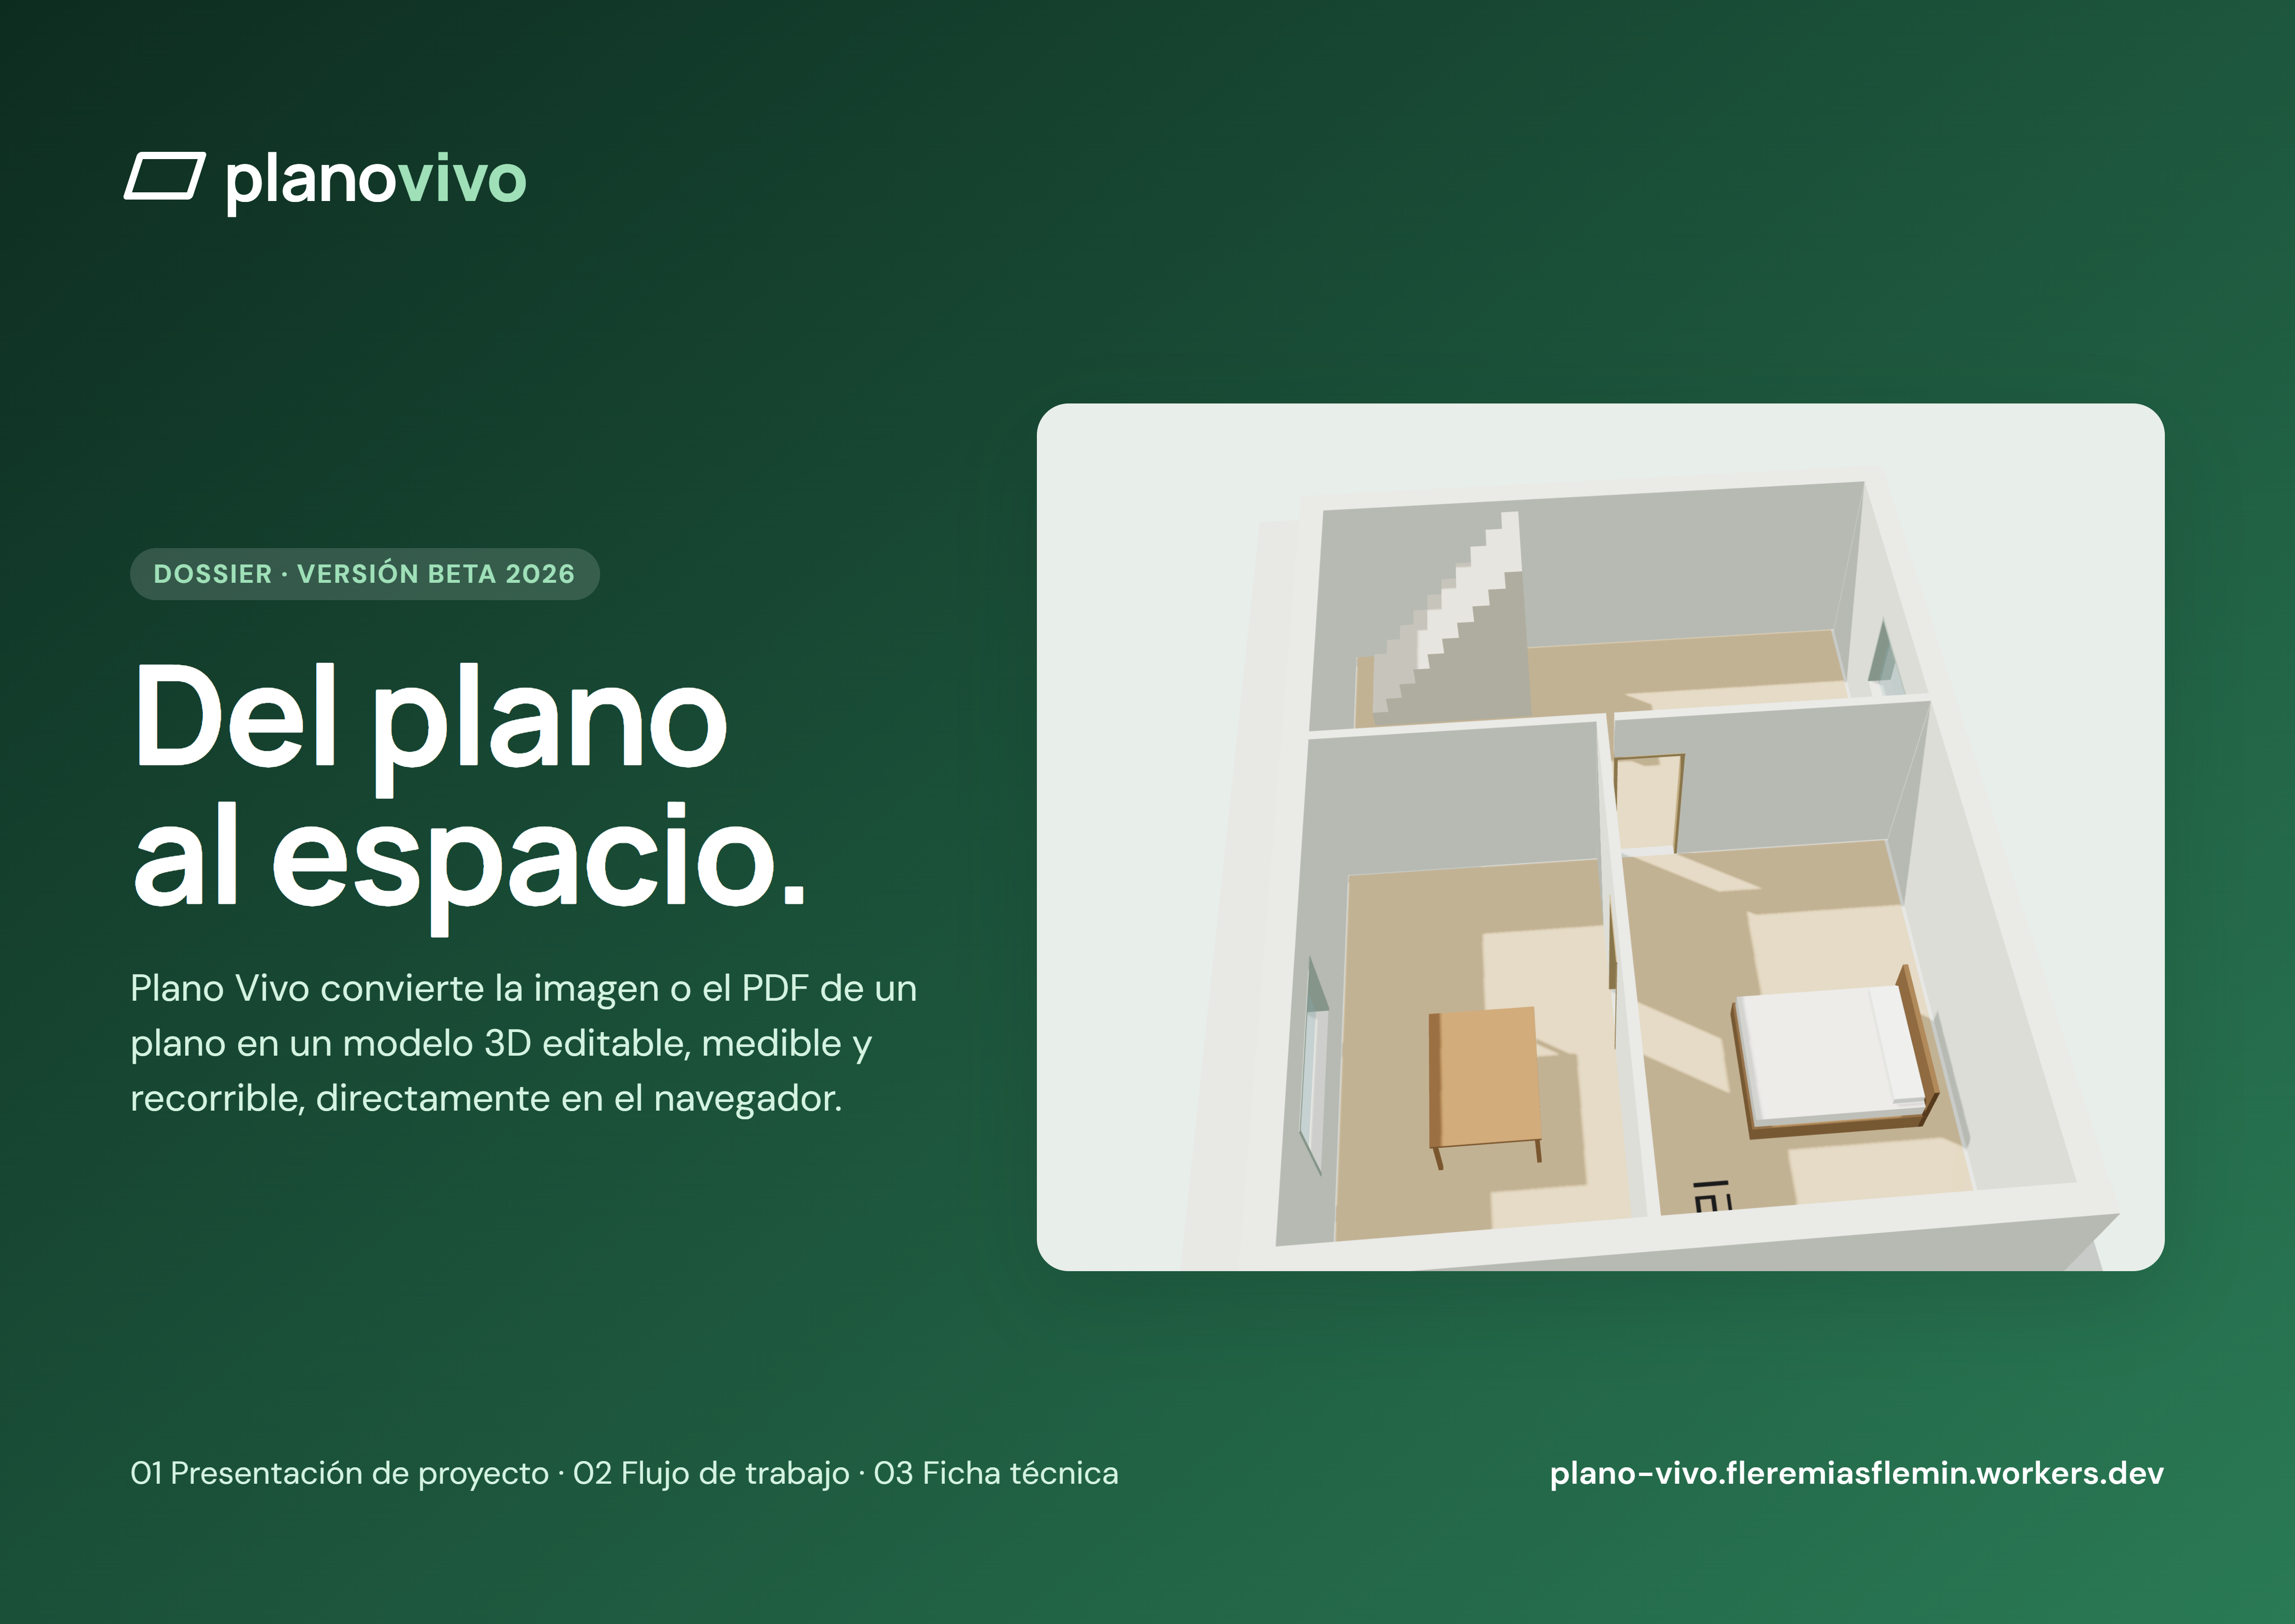 planovivo
DOSSIER · VERSIÓN BETA 2026
Del plano
al espacio.
Plano Vivo convierte la imagen o el PDF de un
plano en un modelo 3D editable, medible y
recorrible, directamente en el navegador.
01 Presentación de proyecto · 02 Flujo de trabajo · 03 Ficha técnica
plano-vivo.fleremiasflemin.workers.dev